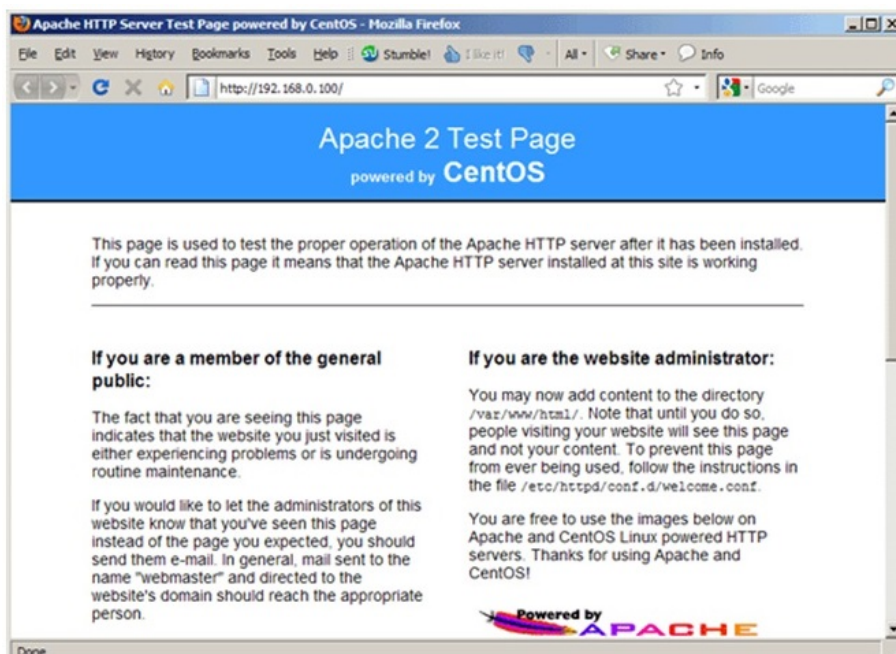 Apache HTTP Server Test Page powered by CentOS - Mozilla Firefox
File Edit View History Bookmarks Tools Help Stumble! I like it! All Share Info
http://192.168.0.100/ Google
Apache 2 Test Page
powered by CentOS
This page is used to test the proper operation of the Apache HTTP server after it has been installed.
If you can read this page it means that the Apache HTTP server installed at this site is working
properly.
If you are a member of the general
public:
The fact that you are seeing this page
indicates that the website you just visited is
either experiencing problems or is undergoing
routine maintenance.
If you would like to let the administrators of this
website know that you've seen this page
instead of the page you expected, you should
send them e-mail. In general, mail sent to the
name "webmaster" and directed to the
website's domain should reach the appropriate
person.
If you are the website administrator:
You may now add content to the directory
/var/www/html/. Note that until you do so,
people visiting your website will see this page
and not your content. To prevent this page
from ever being used, follow the instructions in
the file /etc/httpd/conf.d/welcome.conf.
You are free to use the images below on
Apache and CentOS Linux powered HTTP
servers. Thanks for using Apache and
CentOS!
Powered by
APACHE
Done